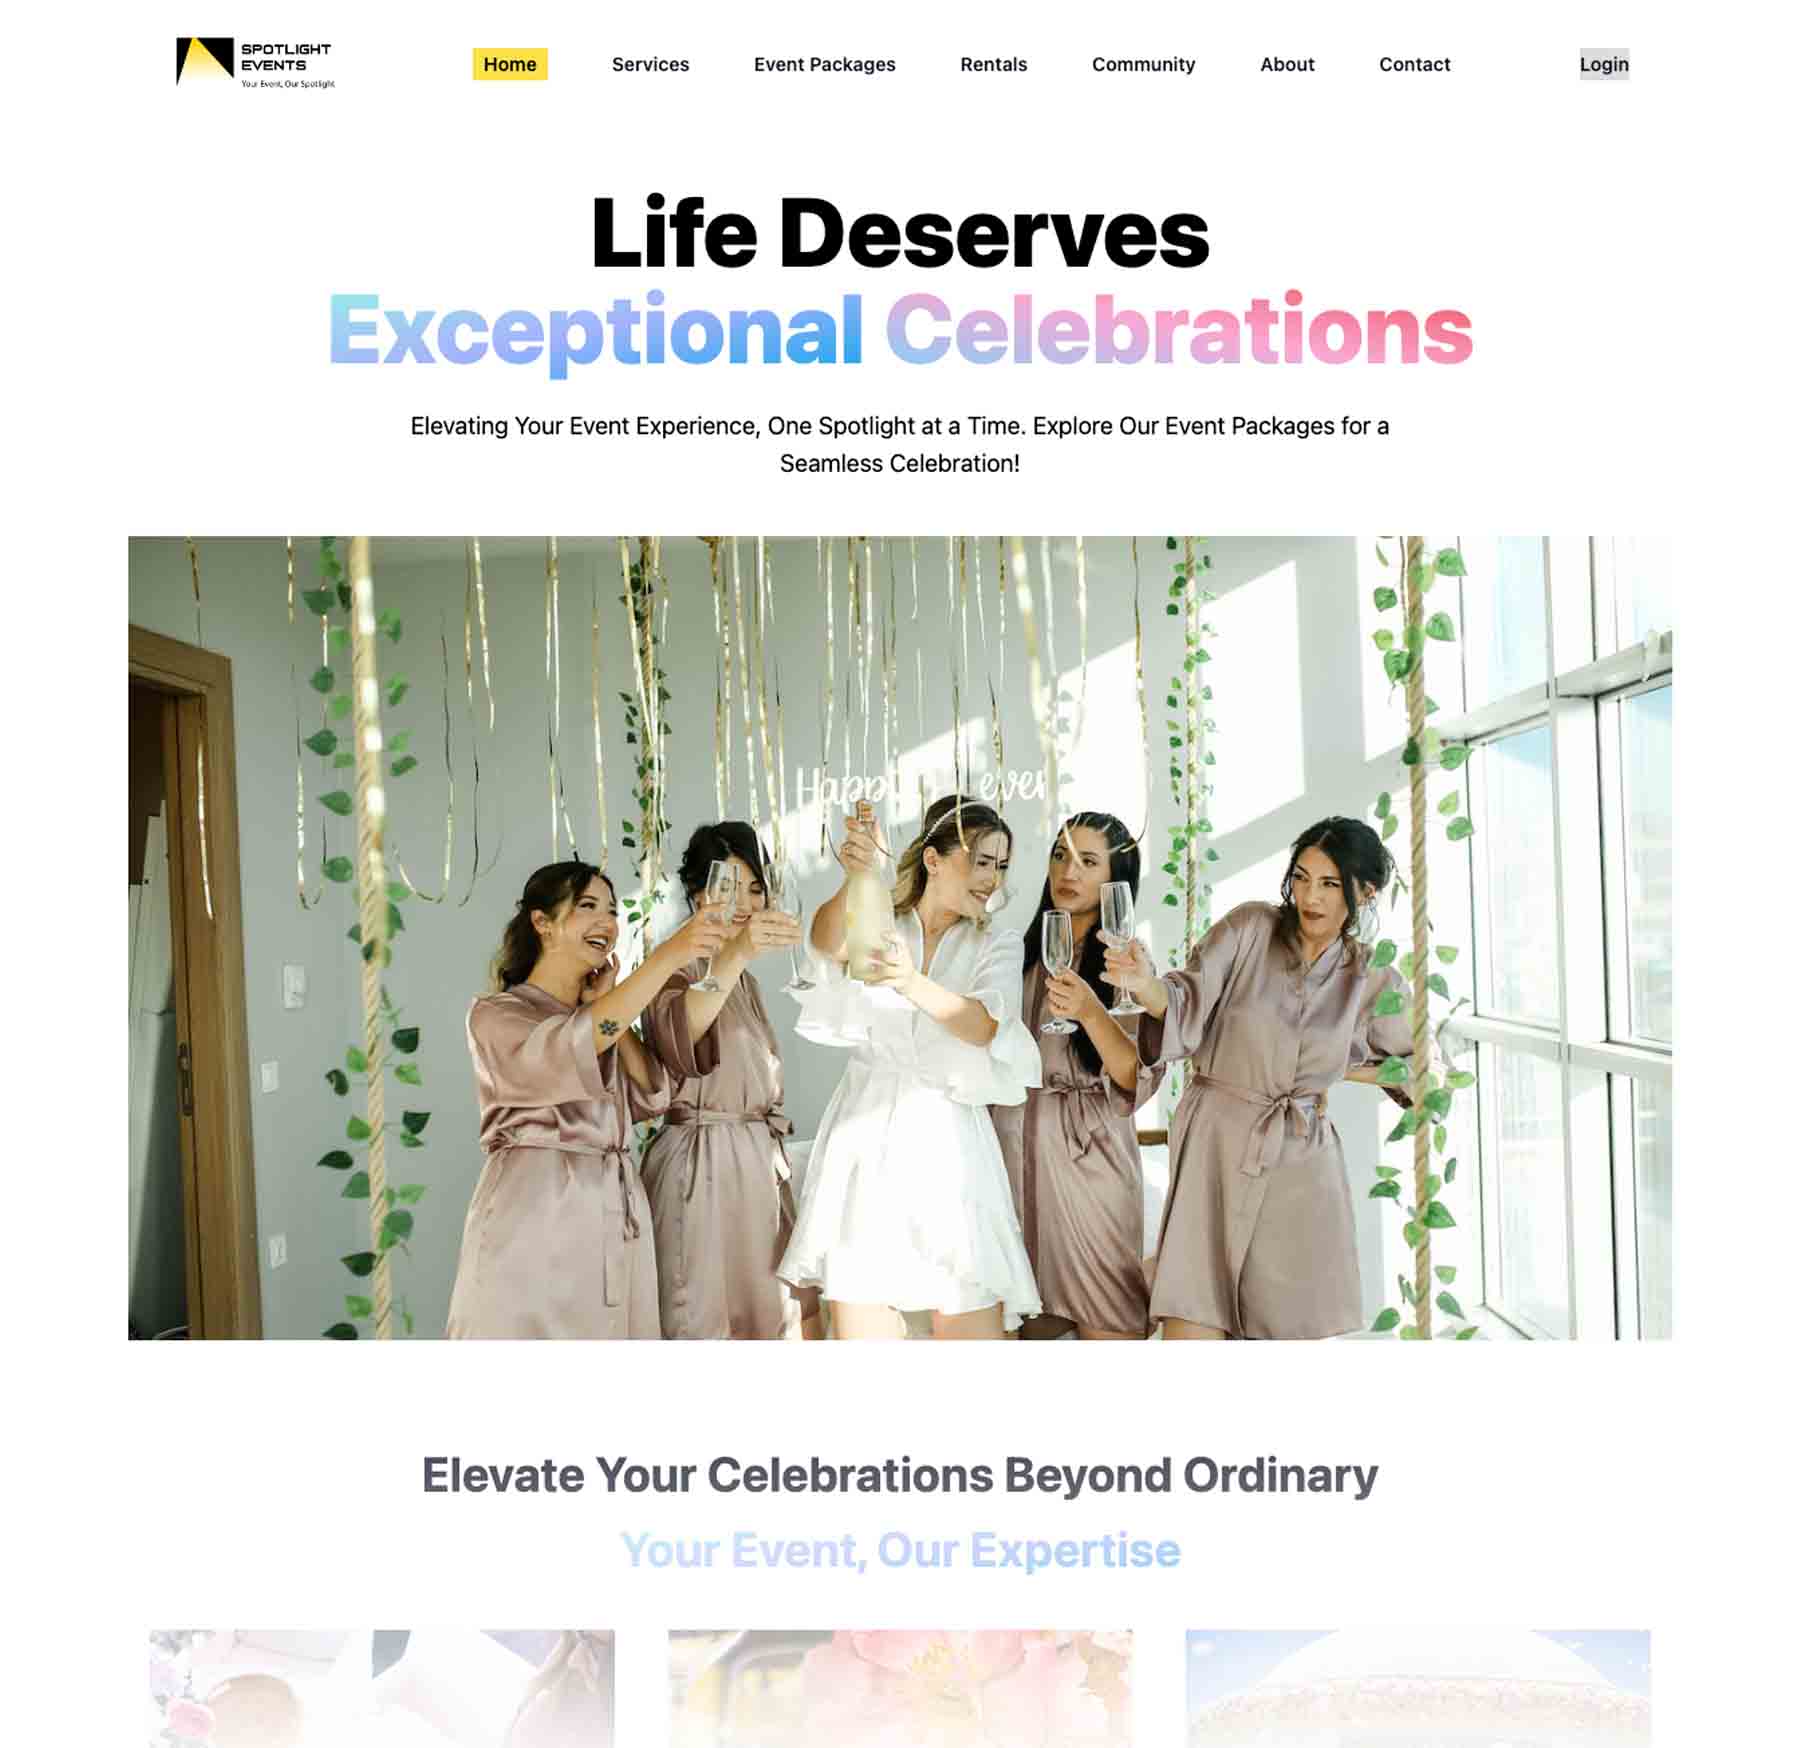 SPOTLIGHT
EVENTS
Your Event, Our Spotlight
Home
Services
Event Packages
Rentals
Community
About
Contact
Login
Life Deserves
Exceptional Celebrations
Elevating Your Event Experience, One Spotlight at a Time. Explore Our Event Packages for a
Seamless Celebration!
ever
Elevate Your Celebrations Beyond Ordinary
Your Event, Our Expertise